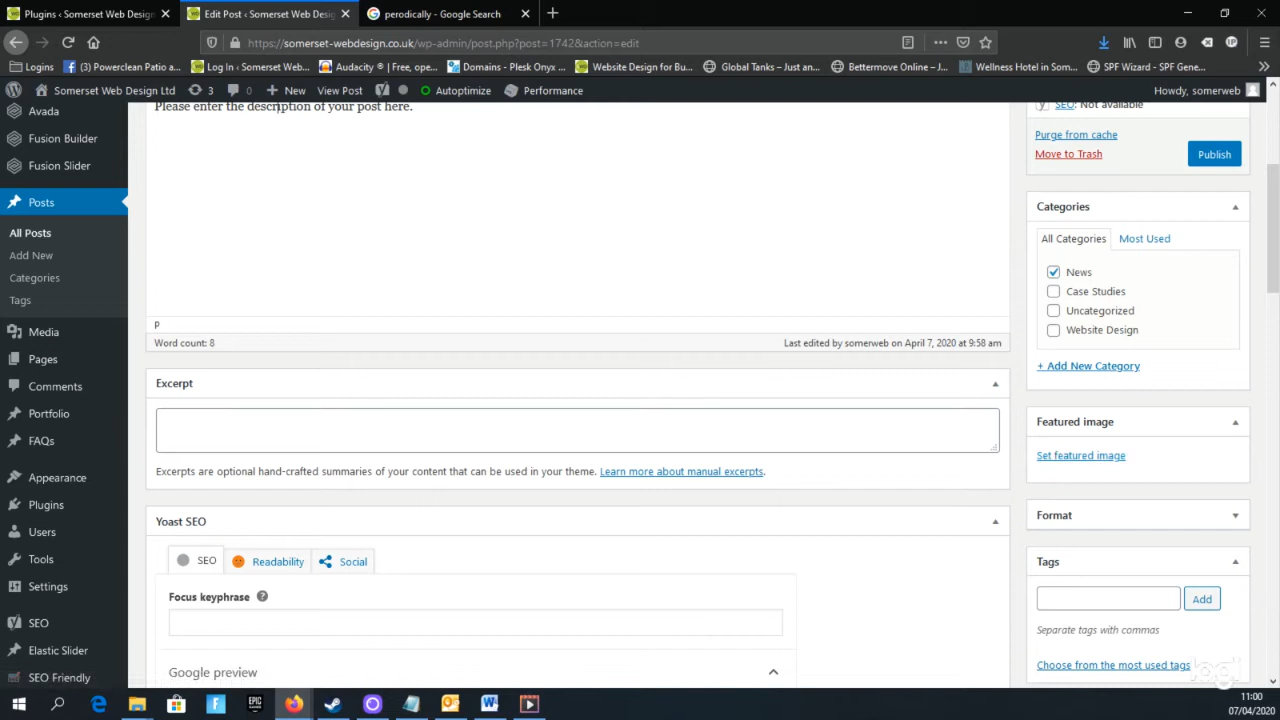 Plugins ‹ Somerset Web Design
Edit Post ‹ Somerset Web Desig
perodically - Google Search
https://somerset-webdesign.co.uk/wp-admin/post.php?post=1742&action=edit
Logins
(3) Powerclean Patio a...
Log In ‹ Somerset Web...
Audacity ® | Free, ope...
Domains - Plesk Onyx ...
Website Design for Bu...
Global Tanks – Just an...
Bettermove Online – J...
Wellness Hotel in Som...
SPF Wizard - SPF Gene...
Somerset Web Design Ltd
3
0
New
View Post
Autoptimize
Performance
Howdy, somerweb
Avada
Fusion Builder
Fusion Slider
Posts
All Posts
Add New
Categories
Tags
Media
Pages
Comments
Portfolio
FAQs
Appearance
Plugins
Users
Tools
Settings
SEO
Elastic Slider
SEO Friendly
Please enter the description of your post here.
p
Word count: 8
Last edited by somerweb on April 7, 2020 at 9:58 am
Excerpt
Excerpts are optional hand-crafted summaries of your content that can be used in your theme. Learn more about manual excerpts.
Yoast SEO
SEO
Readability
Social
Focus keyphrase
Google preview
SEO: Not available
Purge from cache
Move to Trash
Publish
Categories
All Categories
Most Used
News
Case Studies
Uncategorized
Website Design
+ Add New Category
Featured image
Set featured image
Format
Tags
Add
Separate tags with commas
Choose from the most used tags
logi
EPIC
11:00
07/04/2020